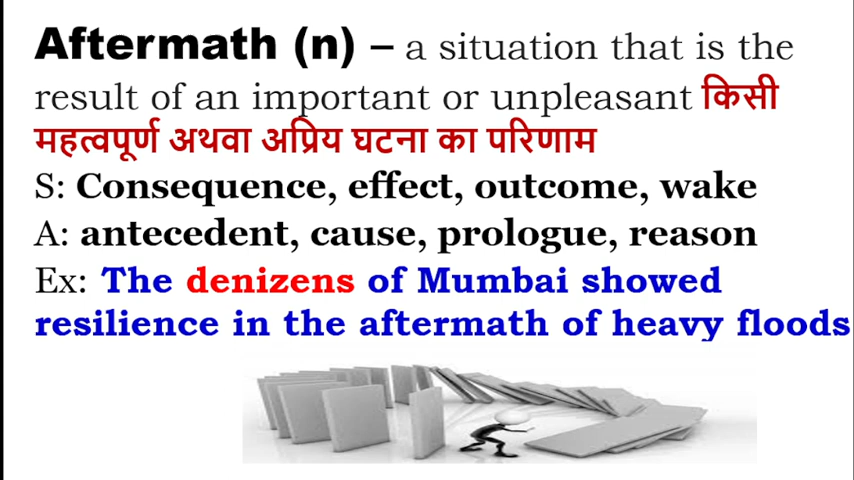 Aftermath (n) – a situation that is the
result of an important or unpleasant किसी
महत्वपूर्ण अथवा अप्रिय घटना का परिणाम
S: Consequence, effect, outcome, wake
A: antecedent, cause, prologue, reason
Ex: The denizens of Mumbai showed
resilience in the aftermath of heavy floods